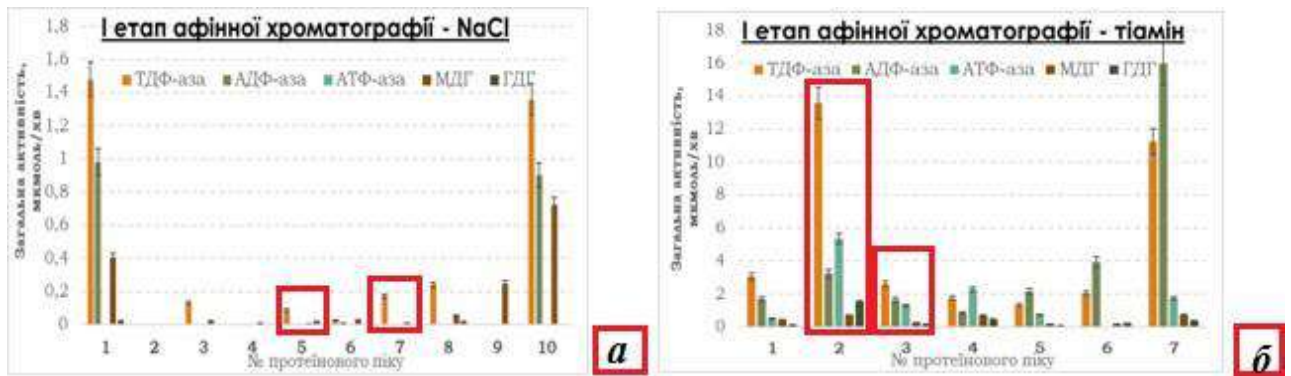 І етап афінної хроматографії - NaCl
ТДФ-аза АДФ-аза АТФ-аза МДГ ГДГ
Загальна активність,
мкмоль/хв
1,8
1,6
1,4
1,2
1
0,8
0,6
0,4
0,2
0
1 2 3 4 5 6 7 8 9 10
№ протеїнового піку
а
І етап афінної хроматографії - тіамін
ТДФ-аза АДФ-аза АТФ-аза МДГ ГДГ
Загальна активність,
мкмоль/хв
18
16
14
12
10
8
6
4
2
0
1 2 3 4 5 6 7
№ протеїнового піку
б